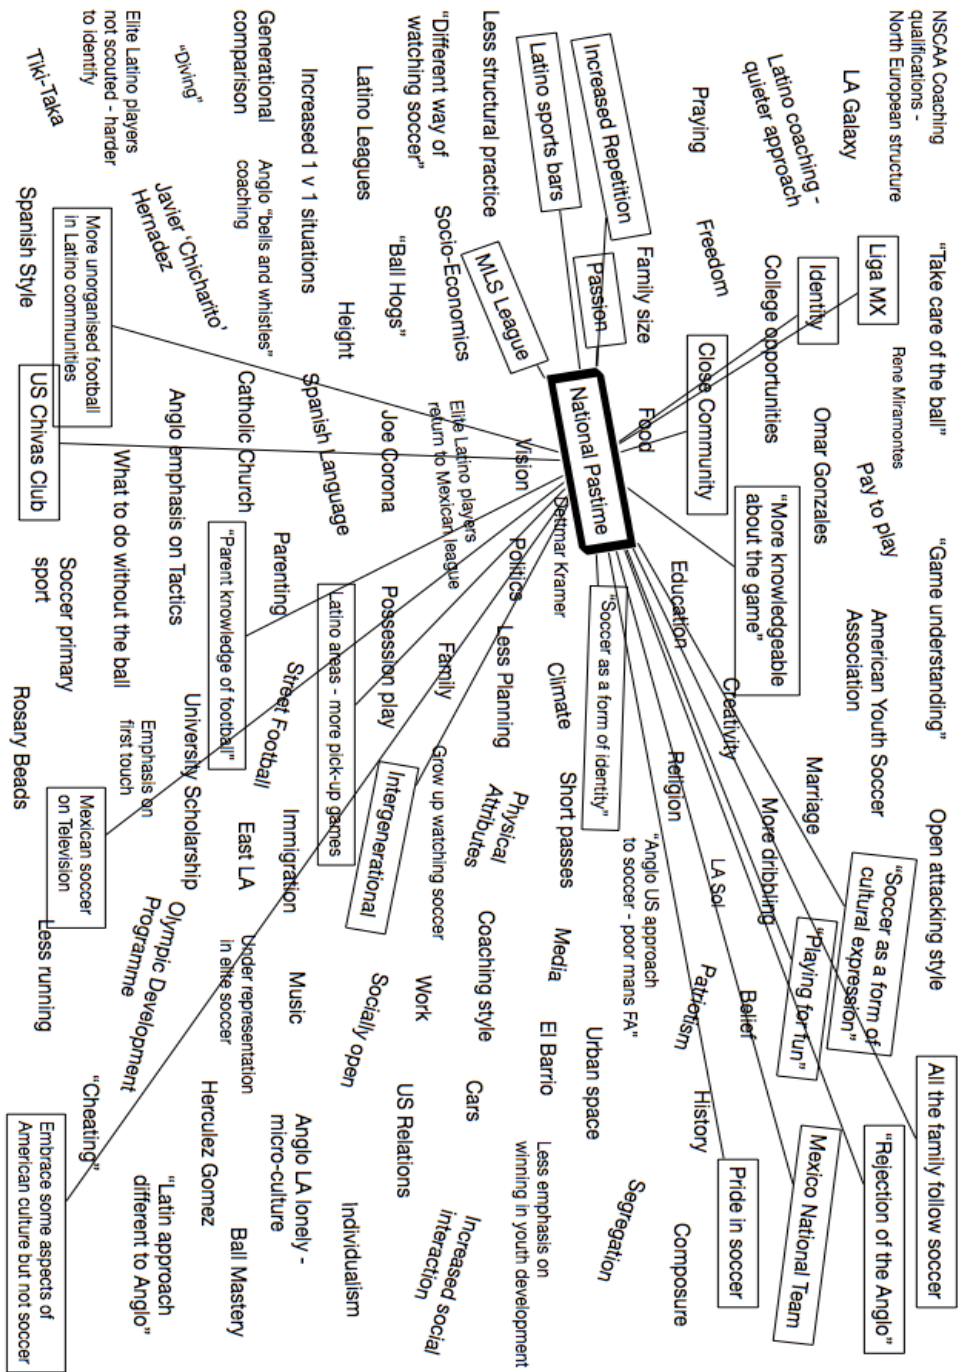 NSCAA Coaching
qualifications -
North European structure
"Take care of the ball"
"Game understanding"
Open attacking style
All the family follow soccer
LA Galaxy
Liga MX
Rene Miramontes
Pay to play
American Youth Soccer
Association
"Soccer as a form of
cultural expression"
"Rejection of the Anglo"
Latino coaching -
quieter approach
Identity
College opportunities
Omar Gonzales
Marriage
"Playing for fun"
Mexico National Team
Praying
Freedom
Close Community
"More knowledgeable
about the game"
Creativity
More dribbling
LA Sol
Belief
Pride in soccer
Increased Repetition
Family size
Food
Education
Religion
Patriotism
History
Composure
Latino sports bars
Passion
National Pastime
"Soccer as a form of identity"
"Anglo US approach
to soccer - poor mans FA"
Urban space
Segregation
Less structural practice
MLS League
Vision
Dettmar Kramer
Climate
Short passes
Media
El Barrio
Less emphasis on
winning in youth development
"Different way of
watching soccer"
Socio-Economics
Elite Latino players
return to Mexican league
Politics
Less Planning
Physical
Attributes
Coaching style
Cars
Increased social
interaction
Latino Leagues
"Ball Hogs"
Joe Corona
Possession play
Family
Grow up watching soccer
Work
US Relations
Increased 1 v 1 situations
Height
Spanish Language
Latino areas - more pick-up games
Intergenerational
Socially open
Individualism
Generational
comparison
Anglo "bells and whistles"
coaching
Catholic Church
Parenting
Street Football
Immigration
Music
Anglo LA lonely -
micro-culture
"Diving"
Javier 'Chicharito'
Hernadez
Anglo emphasis on Tactics
"Parent knowledge of football"
University Scholarship
East LA
Under representation
in elite soccer
Herculez Gomez
Ball Mastery
Elite Latino players
not scouted - harder
to identify
More unorganised football
in Latino communities
What to do without the ball
Emphasis on
first touch
Olympic Development
Programme
"Latin approach
different to Anglo"
Tiki-Taka
Spanish Style
US Chivas Club
Soccer primary
sport
Rosary Beads
Mexican soccer
on Television
Less running
"Cheating"
Embrace some aspects of
American culture but not soccer